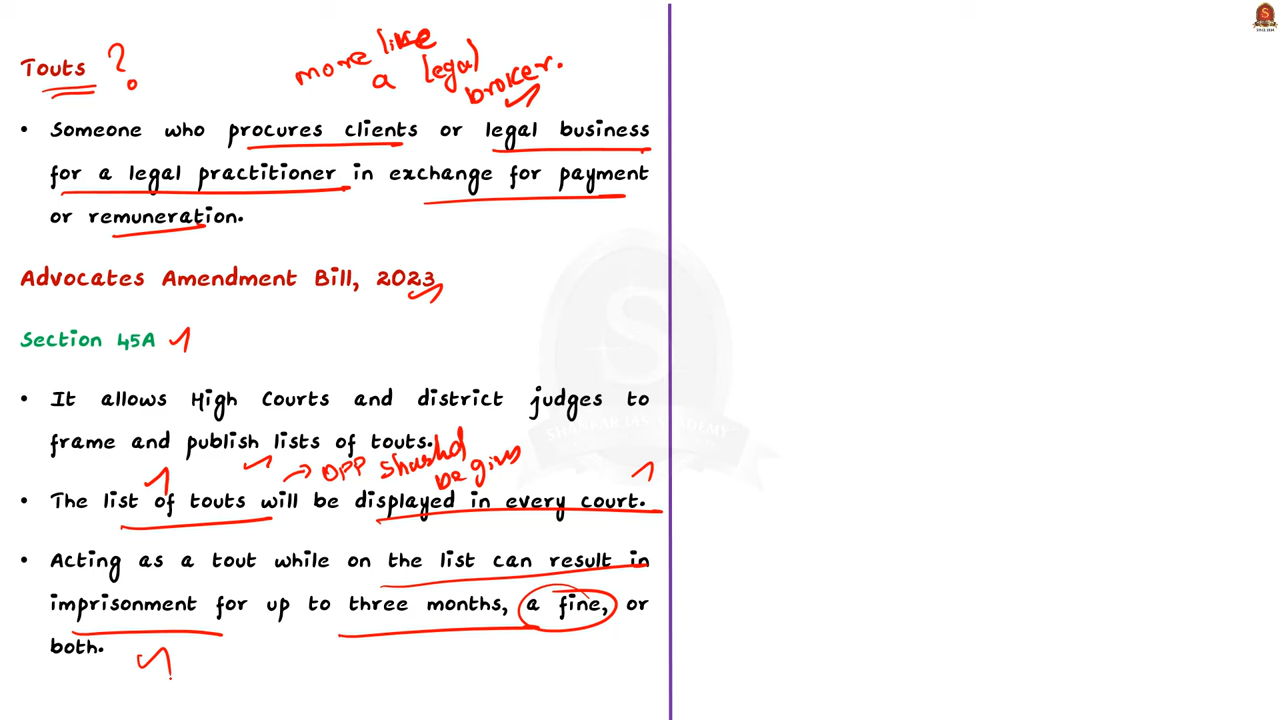 Touts ?
more like
a legal
broker.
• Someone who procures clients or legal business
for a legal practitioner in exchange for payment
or remuneration.
Advocates Amendment Bill, 2023
Section 45A
• It allows High Courts and district judges to
frame and publish lists of touts.
→ OPP should
be given
• The list of touts will be displayed in every court.
• Acting as a tout while on the list can result in
imprisonment for up to three months, a fine, or
both.
SHANKAR IAS ACADEMY